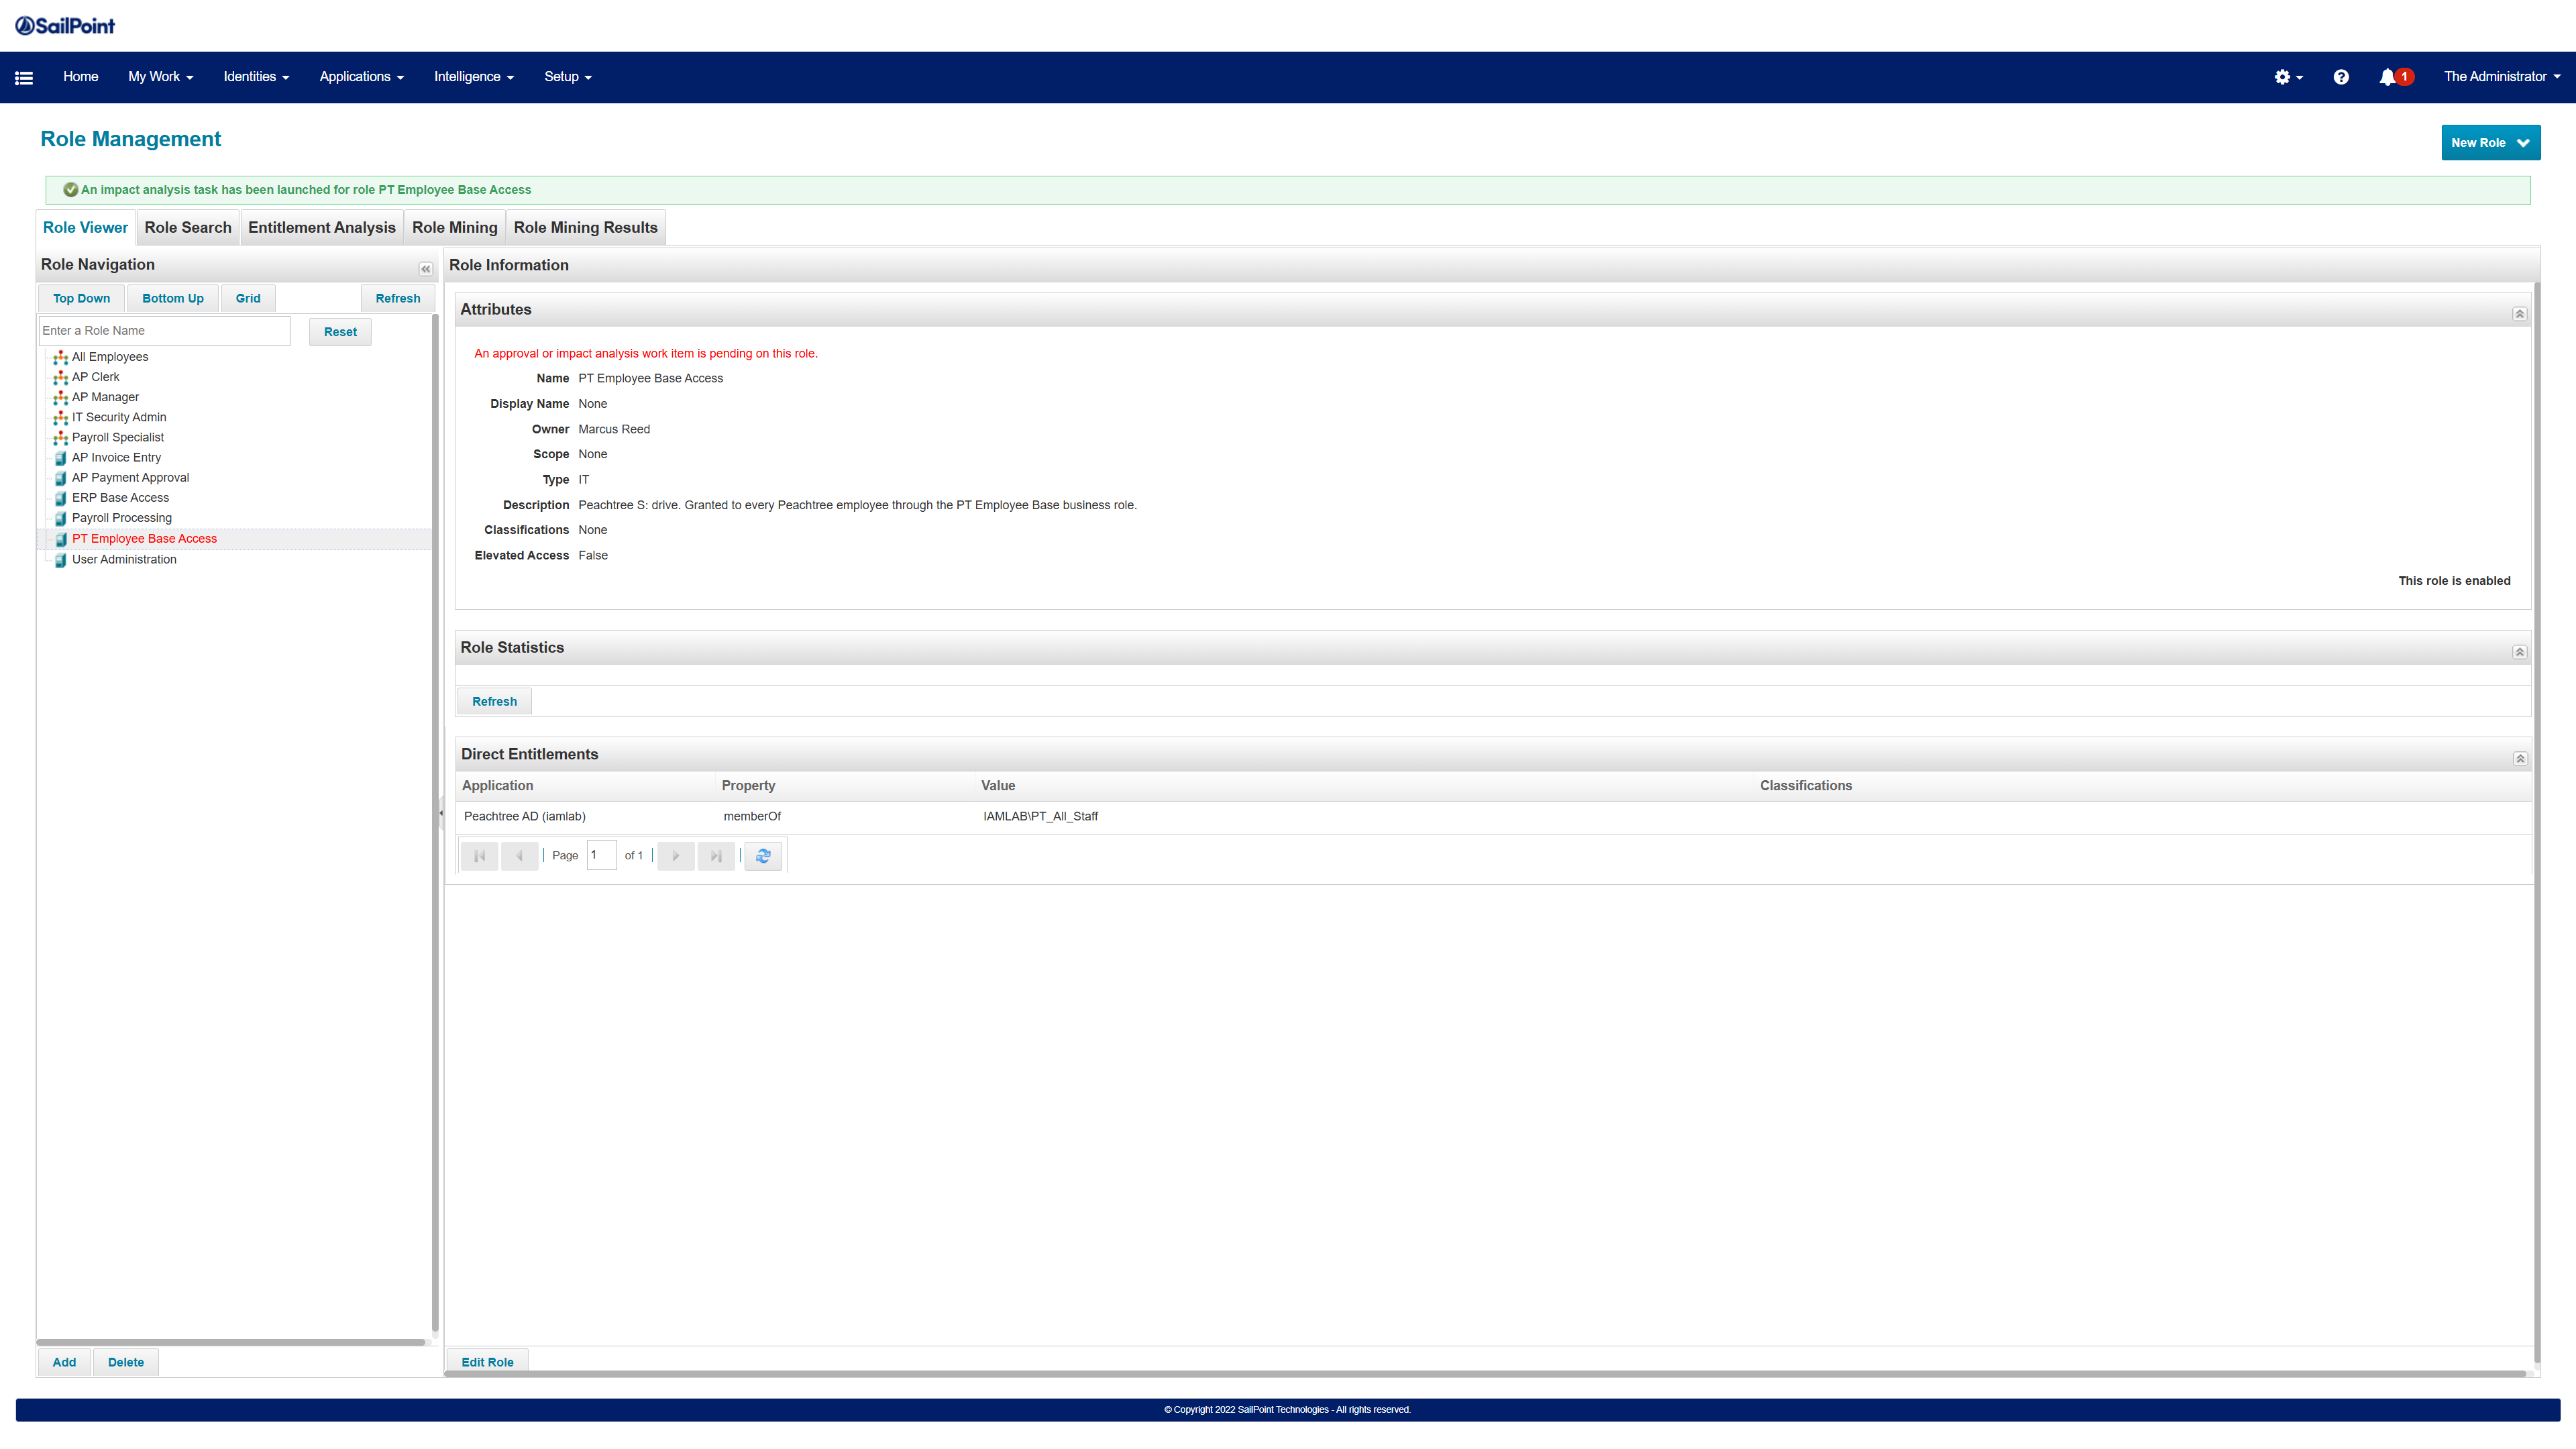 SailPoint
Home My Work Identities Applications Intelligence Setup 1 The Administrator
Role Management
New Role
An impact analysis task has been launched for role PT Employee Base Access
Role Viewer Role Search Entitlement Analysis Role Mining Role Mining Results
Role Navigation
Top Down Bottom Up Grid Refresh
Enter a Role Name Reset
All Employees
AP Clerk
AP Manager
IT Security Admin
Payroll Specialist
AP Invoice Entry
AP Payment Approval
ERP Base Access
Payroll Processing
PT Employee Base Access
User Administration
Add Delete
Role Information
Attributes
An approval or impact analysis work item is pending on this role.
Name PT Employee Base Access
Display Name None
Owner Marcus Reed
Scope None
Type IT
Description Peachtree S: drive. Granted to every Peachtree employee through the PT Employee Base business role.
Classifications None
Elevated Access False
This role is enabled
Role Statistics
Refresh
Direct Entitlements
Application Property Value Classifications
Peachtree AD (iamlab) memberOf IAMLAB\PT_All_Staff
Page 1 of 1
Edit Role
© Copyright 2022 SailPoint Technologies - All rights reserved.